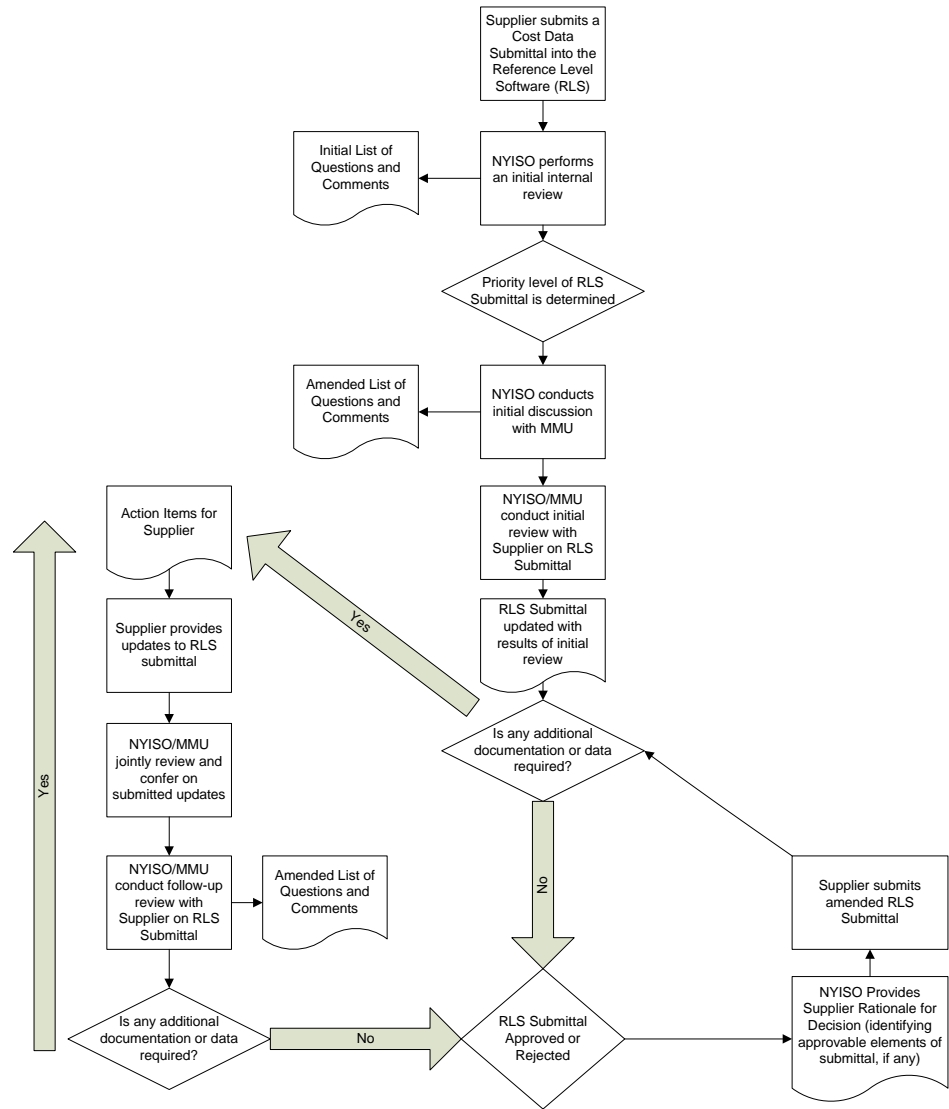 Supplier submits a
Cost Data
Submittal into the
Reference Level
Software (RLS)
Initial List of
Questions and
Comments
NYISO performs
an initial internal
review
Priority level of RLS
Submittal is determined
Amended List of
Questions and
Comments
NYISO conducts
initial discussion
with MMU
NYISO/MMU
conduct initial
review with
Supplier on RLS
Submittal
RLS Submittal
updated with
results of initial
review
Is any additional
documentation or data
required?
Yes
Action Items for
Supplier
Supplier provides
updates to RLS
submittal
NYISO/MMU
jointly review and
confer on
submitted updates
NYISO/MMU
conduct follow-up
review with
Supplier on RLS
Submittal
Amended List of
Questions and
Comments
Is any additional
documentation or data
required?
Yes
No
No
RLS Submittal
Approved or
Rejected
NYISO Provides
Supplier Rationale for
Decision (identifying
approvable elements of
submittal, if any)
Supplier submits
amended RLS
Submittal